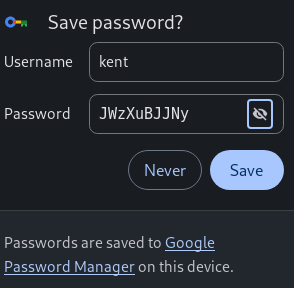 Save password?
Username kent
Password JWzXuBJJNy
Never Save
Passwords are saved to Google
Password Manager on this device.